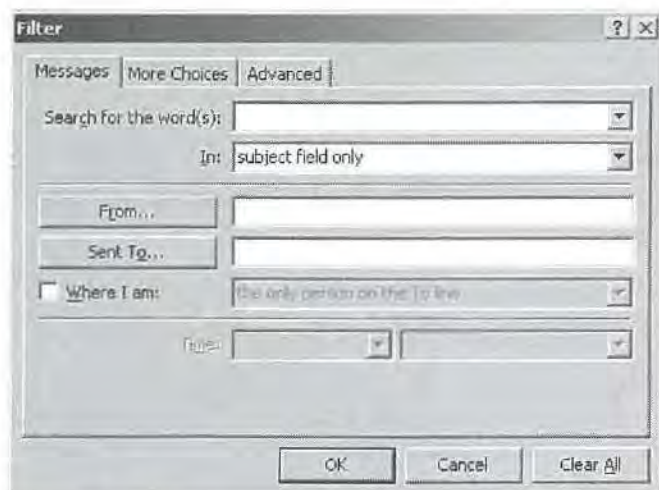 Filter
Messages More Choices Advanced
Search for the word(s):
In: subject field only
From...
Sent To...
Where I am: the only person on the To line
Time:
OK Cancel Clear All